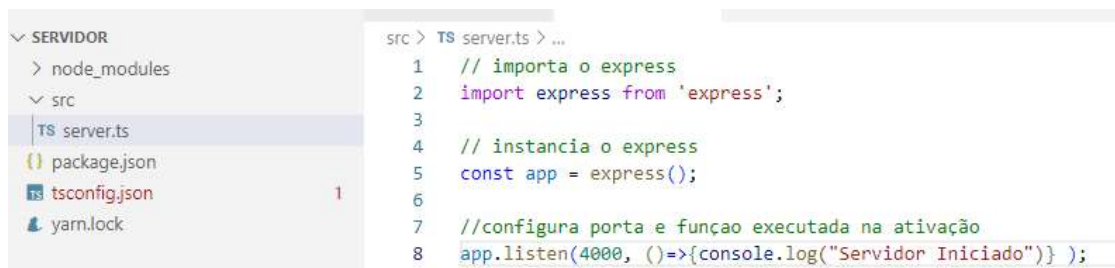 SERVIDOR
node_modules
src
TS server.ts
{} package.json
TS tsconfig.json 1
yarn.lock
src > TS server.ts > ...
1 // importa o express
2 import express from 'express';
3
4 // instancia o express
5 const app = express();
6
7 //configura porta e funçao executada na ativação
8 app.listen(4000, ()=>{console.log("Servidor Iniciado")} );